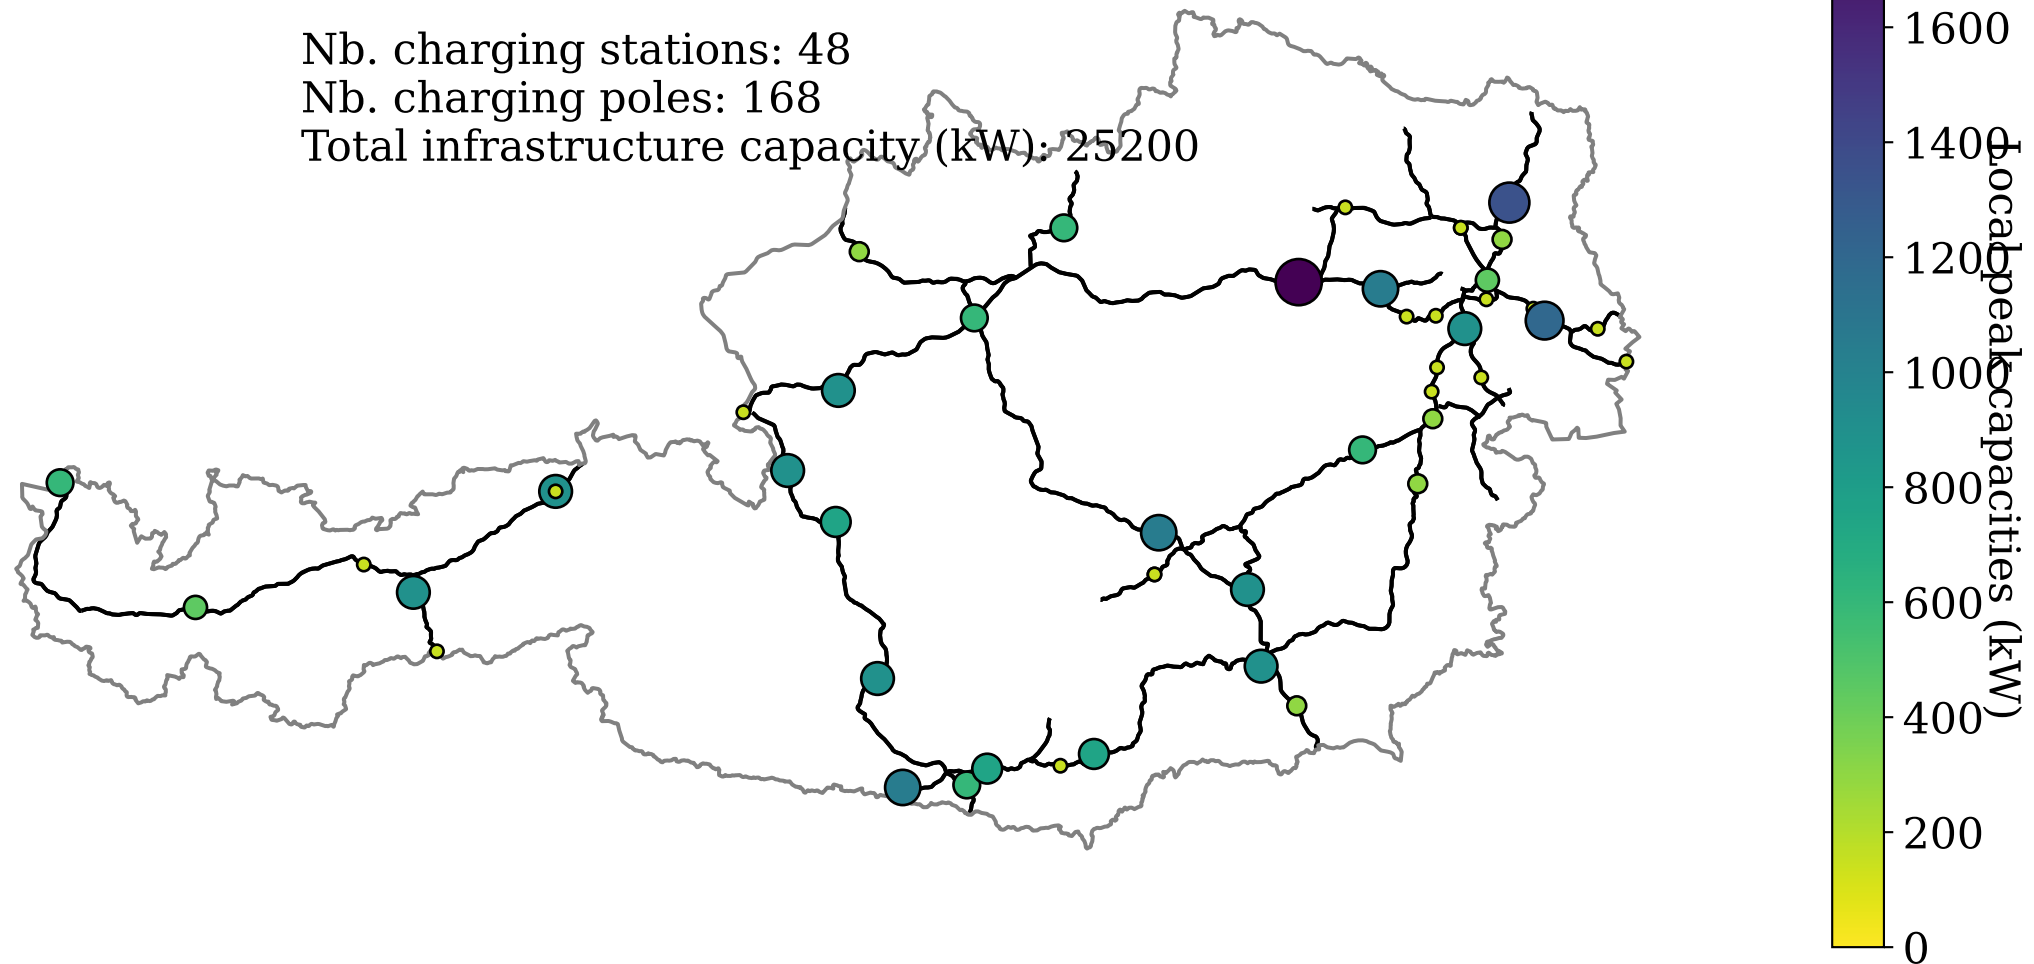 Nb. charging stations: 48
Nb. charging poles: 168
Total infrastructure capacity (kW): 25200
1600
1400
1200
1000
800
600
400
200
0
Local peak capacities (kW)